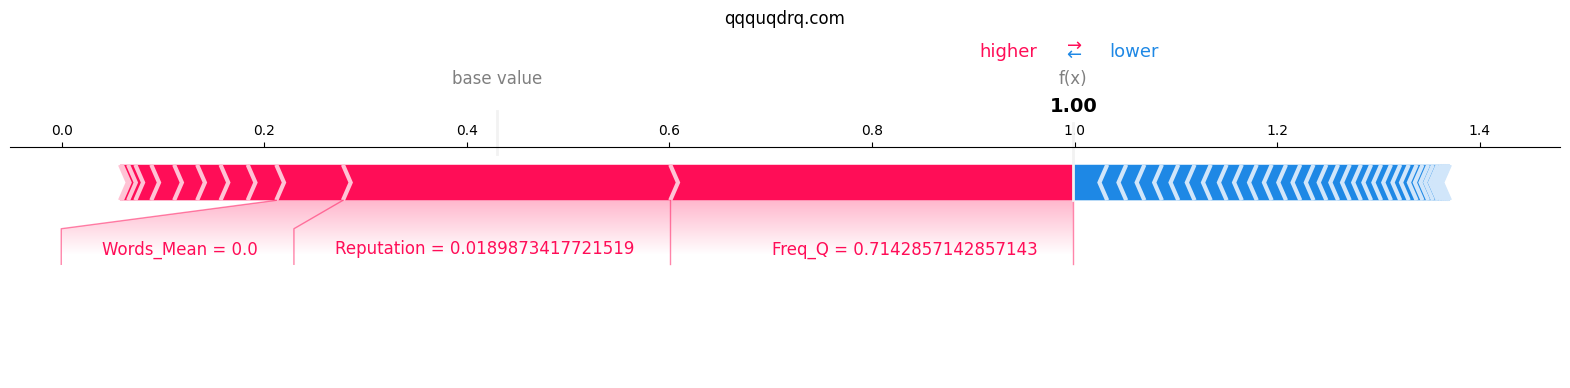 qqquqdrq.com
higher ⇄ lower
base value f(x)
1.00
0.0 0.2 0.4 0.6 0.8 1.0 1.2 1.4
Words_Mean = 0.0 Reputation = 0.0189873417721519 Freq_Q = 0.7142857142857143